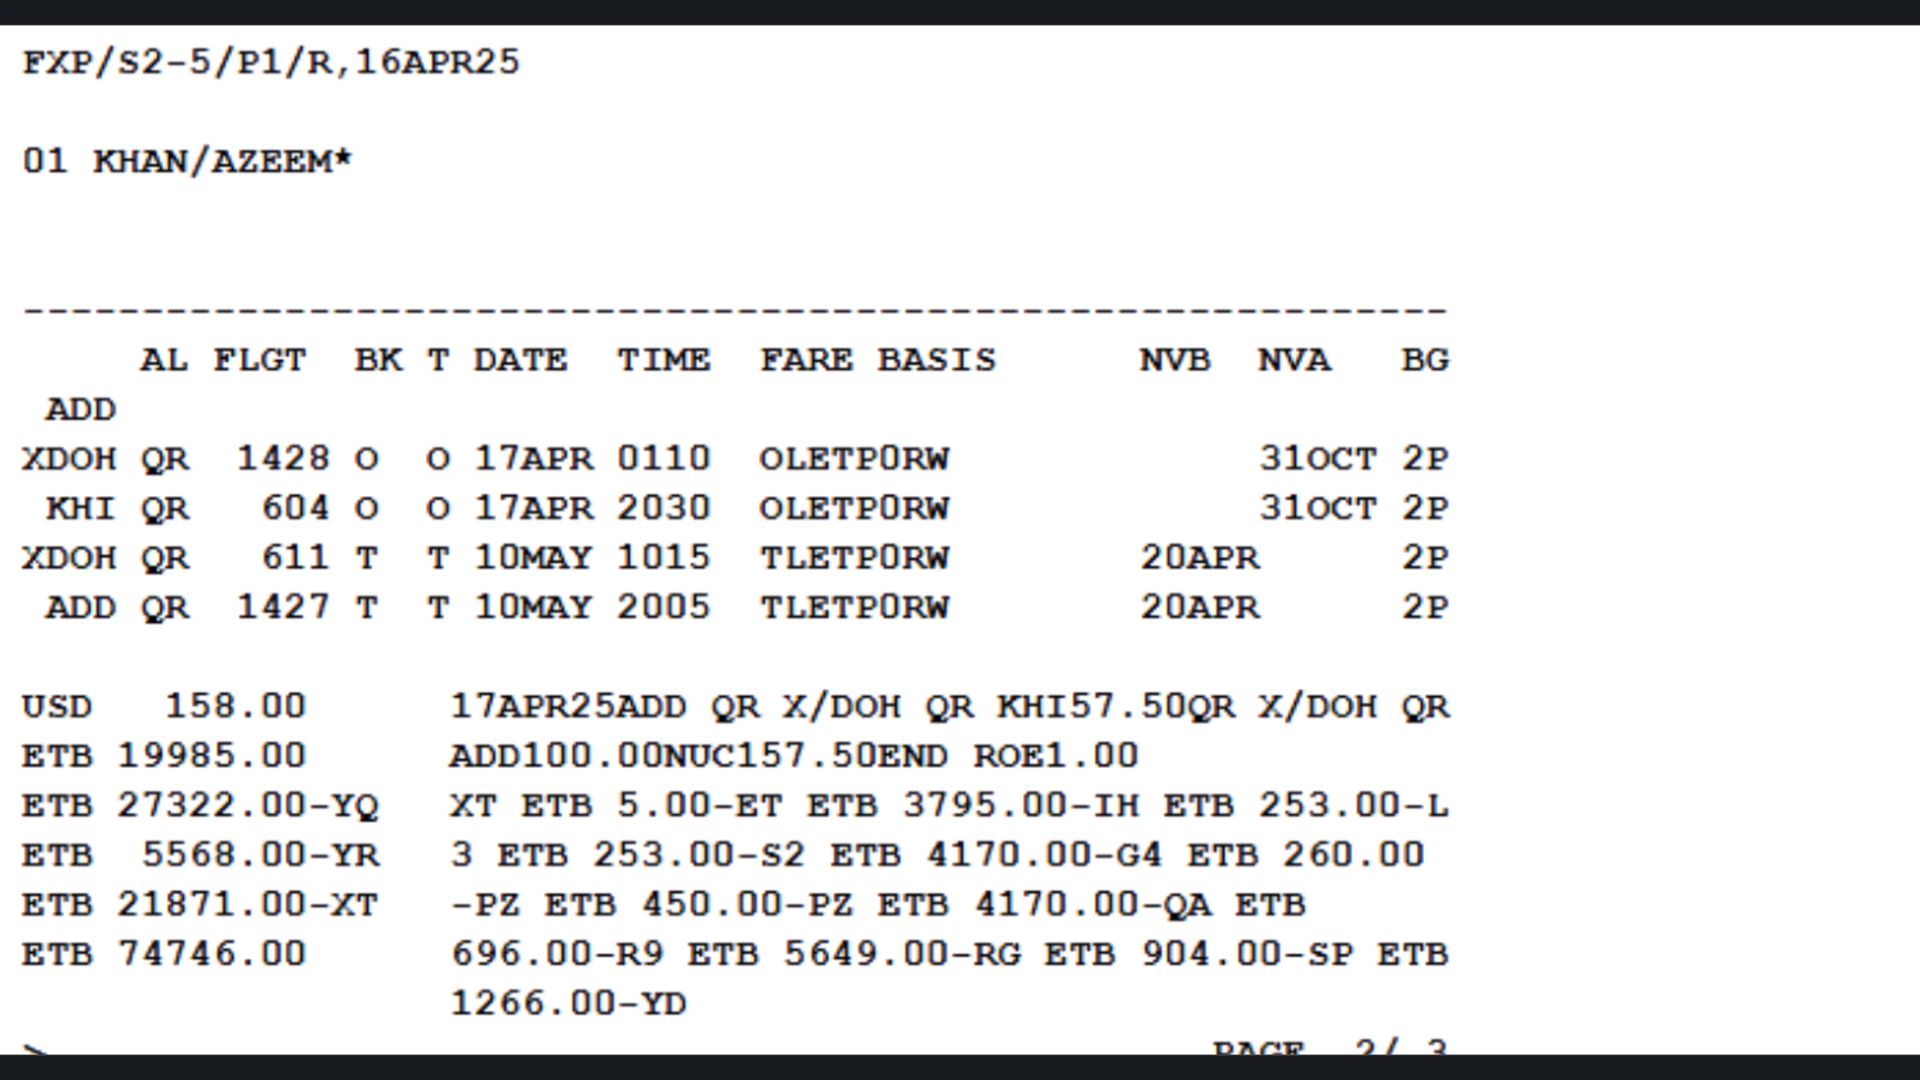 FXP/S2-5/P1/R,16APR25
01 KHAN/AZEEM*
------------------------------------------------------------
AL FLGT BK T DATE TIME FARE BASIS NVB NVA BG
ADD
XDOH QR 1428 O O 17APR 0110 OLETP0RW 31OCT 2P
KHI QR 604 O O 17APR 2030 OLETP0RW 31OCT 2P
XDOH QR 611 T T 10MAY 1015 TLETP0RW 20APR 2P
ADD QR 1427 T T 10MAY 2005 TLETP0RW 20APR 2P
USD 158.00 17APR25ADD QR X/DOH QR KHI57.50QR X/DOH QR
ETB 19985.00 ADD100.00NUC157.50END ROE1.00
ETB 27322.00-YQ XT ETB 5.00-ET ETB 3795.00-IH ETB 253.00-L
ETB 5568.00-YR 3 ETB 253.00-S2 ETB 4170.00-G4 ETB 260.00
ETB 21871.00-XT -PZ ETB 450.00-PZ ETB 4170.00-QA ETB
ETB 74746.00 696.00-R9 ETB 5649.00-RG ETB 904.00-SP ETB
1266.00-YD
> PAGE 2/ 3